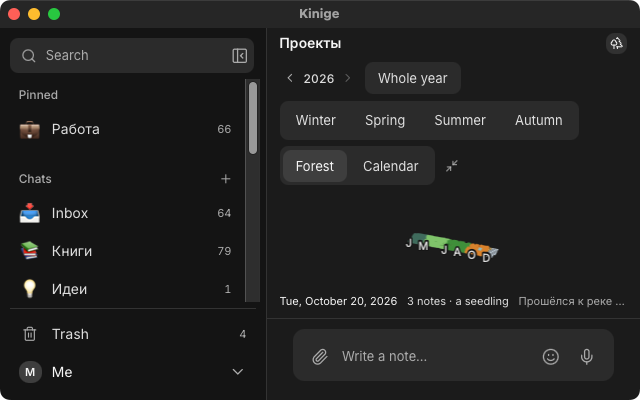 Kinige
Search
Pinned
Работа 66
Chats
Inbox 64
Книги 79
Идеи 1
Trash 4
M Me
Проекты
2026 Whole year
Winter Spring Summer Autumn
Forest Calendar
J M J A O D
Tue, October 20, 2026 3 notes · a seedling Прошёлся к реке ...
Write a note...